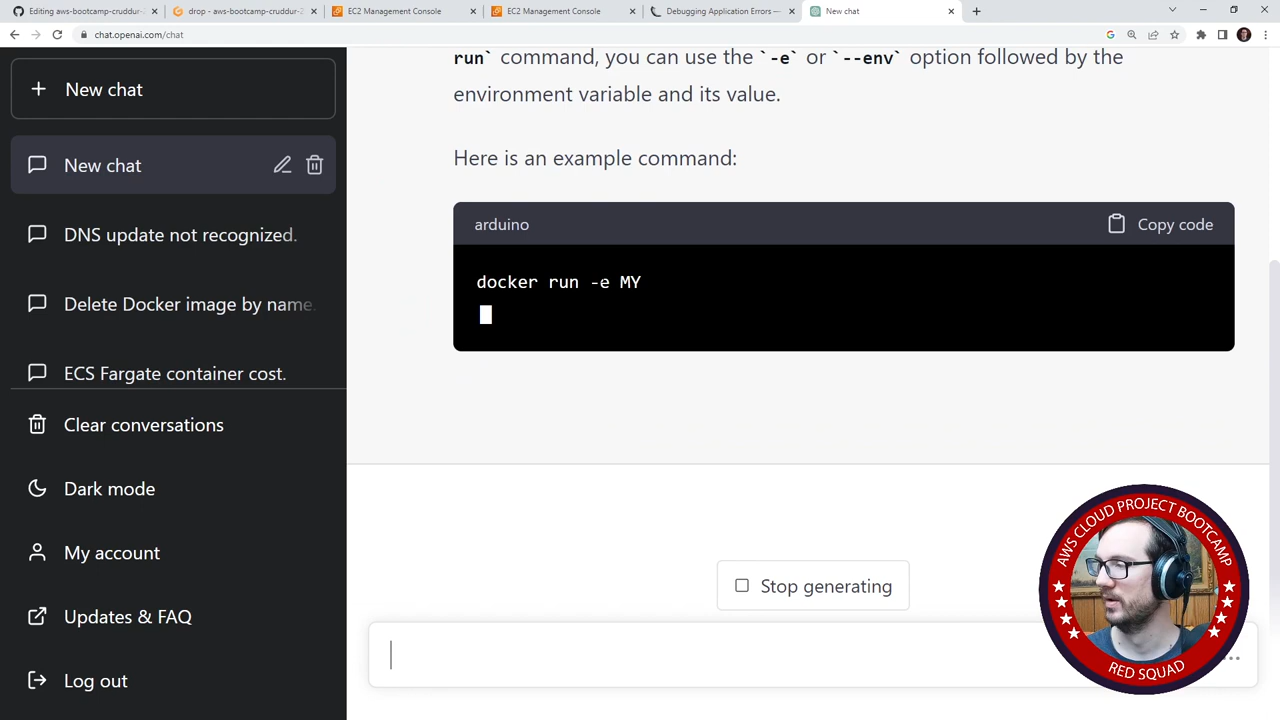 Editing aws-bootcamp-cruddur-2
drop - aws-bootcamp-cruddur-2
EC2 Management Console
EC2 Management Console
Debugging Application Errors —
New chat
chat.openai.com/chat
New chat
New chat
DNS update not recognized.
Delete Docker image by name.
ECS Fargate container cost.
Clear conversations
Dark mode
My account
Updates & FAQ
Log out
run` command, you can use the `-e` or `--env` option followed by the
environment variable and its value.
Here is an example command:
arduino
Copy code
docker run -e MY
Stop generating
AWS CLOUD PROJECT BOOTCAMP
RED SQUAD